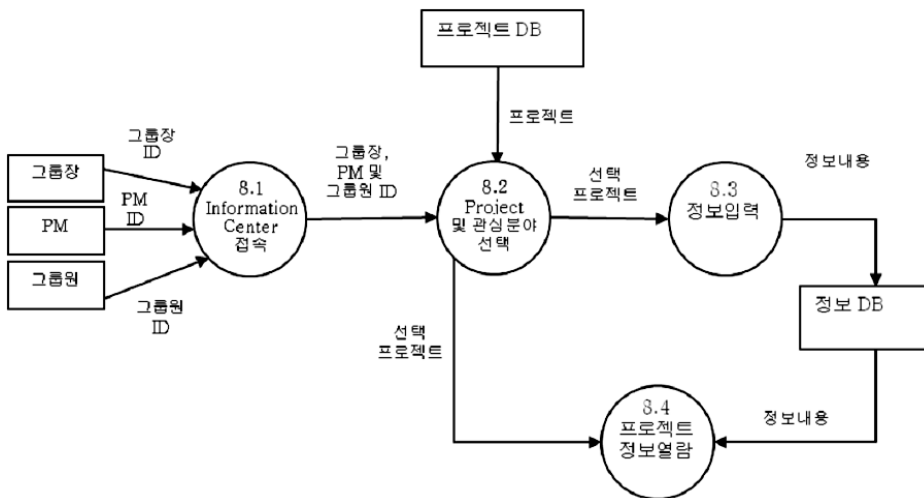 프로젝트 DB
프로젝트
그룹장
ID
그룹장
PM
ID
PM
그룹원
그룹원
ID
8.1
Information
Center
접속
그룹장,
PM 및
그룹원 ID
8.2
Project
및 관심분야
선택
선택
프로젝트
8.3
정보입력
정보내용
정보 DB
선택
프로젝트
8.4
프로젝트
정보열람
정보내용